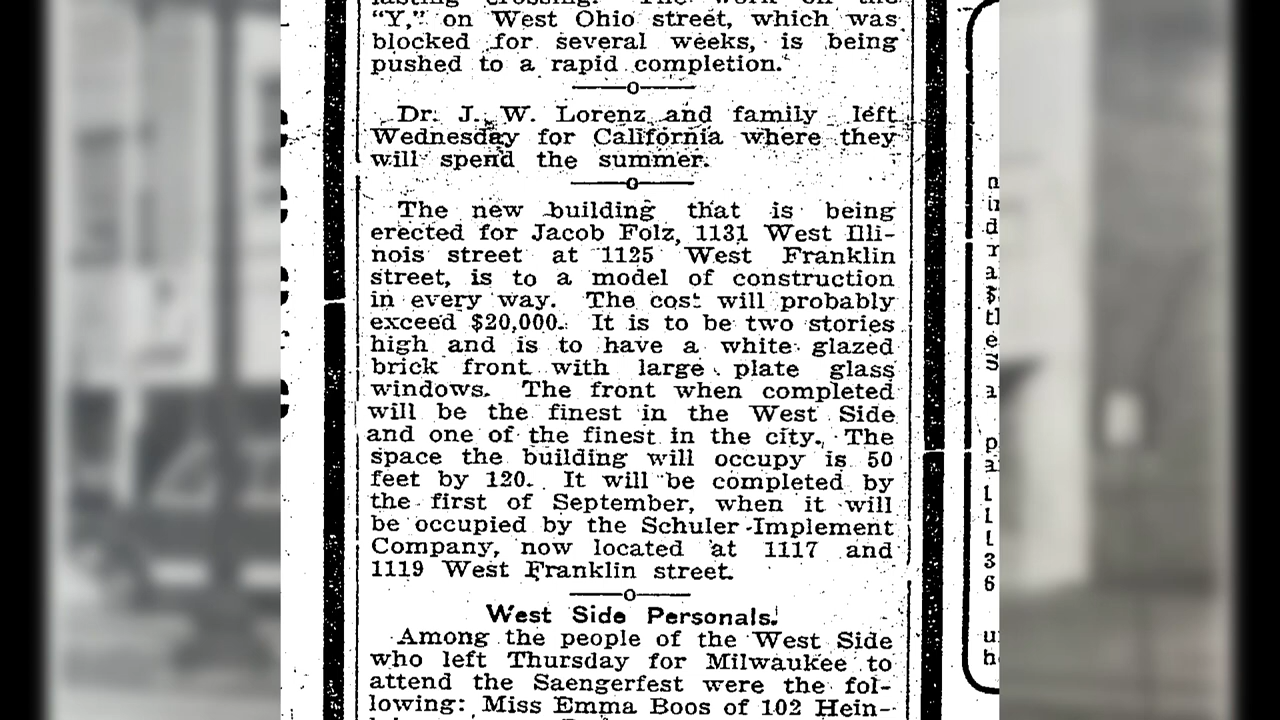 "Y," on West Ohio street, which was
blocked for several weeks, is being
pushed to a rapid completion.
Dr. J. W. Lorenz and family left
Wednesday for California where they
will spend the summer.
The new building that is being
erected for Jacob Folz, 1131 West Illi-
nois street at 1125 West Franklin
street, is to a model of construction
in every way. The cost will probably
exceed $20,000. It is to be two stories
high and is to have a white glazed
brick front with large plate glass
windows. The front when completed
will be the finest in the West Side
and one of the finest in the city. The
space the building will occupy is 50
feet by 120. It will be completed by
the first of September, when it will
be occupied by the Schuler Implement
Company, now located at 1117 and
1119 West Franklin street.
West Side Personals.
Among the people of the West Side
who left Thursday for Milwaukee to
attend the Saengerfest were the fol-
lowing: Miss Emma Boos of 102 Hein-